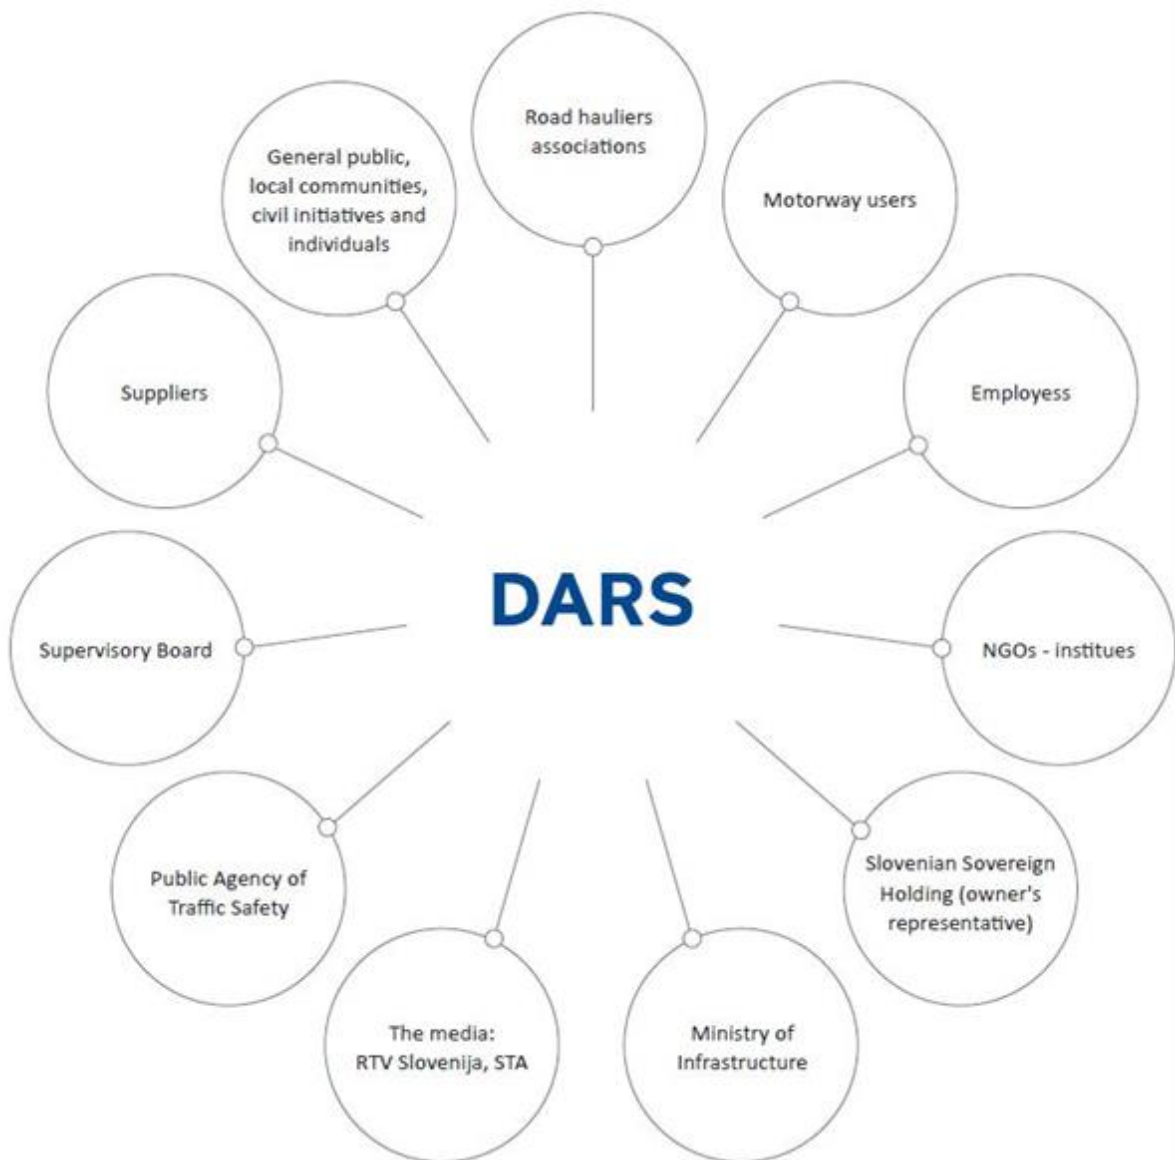 Road hauliers
associations
General public,
local communities,
civil initiatives and
individuals
Motorway users
Suppliers
Employess
DARS
Supervisory Board
NGOs - institues
Public Agency of
Traffic Safety
Slovenian Sovereign
Holding (owner's
representative)
The media:
RTV Slovenija, STA
Ministry of
Infrastructure